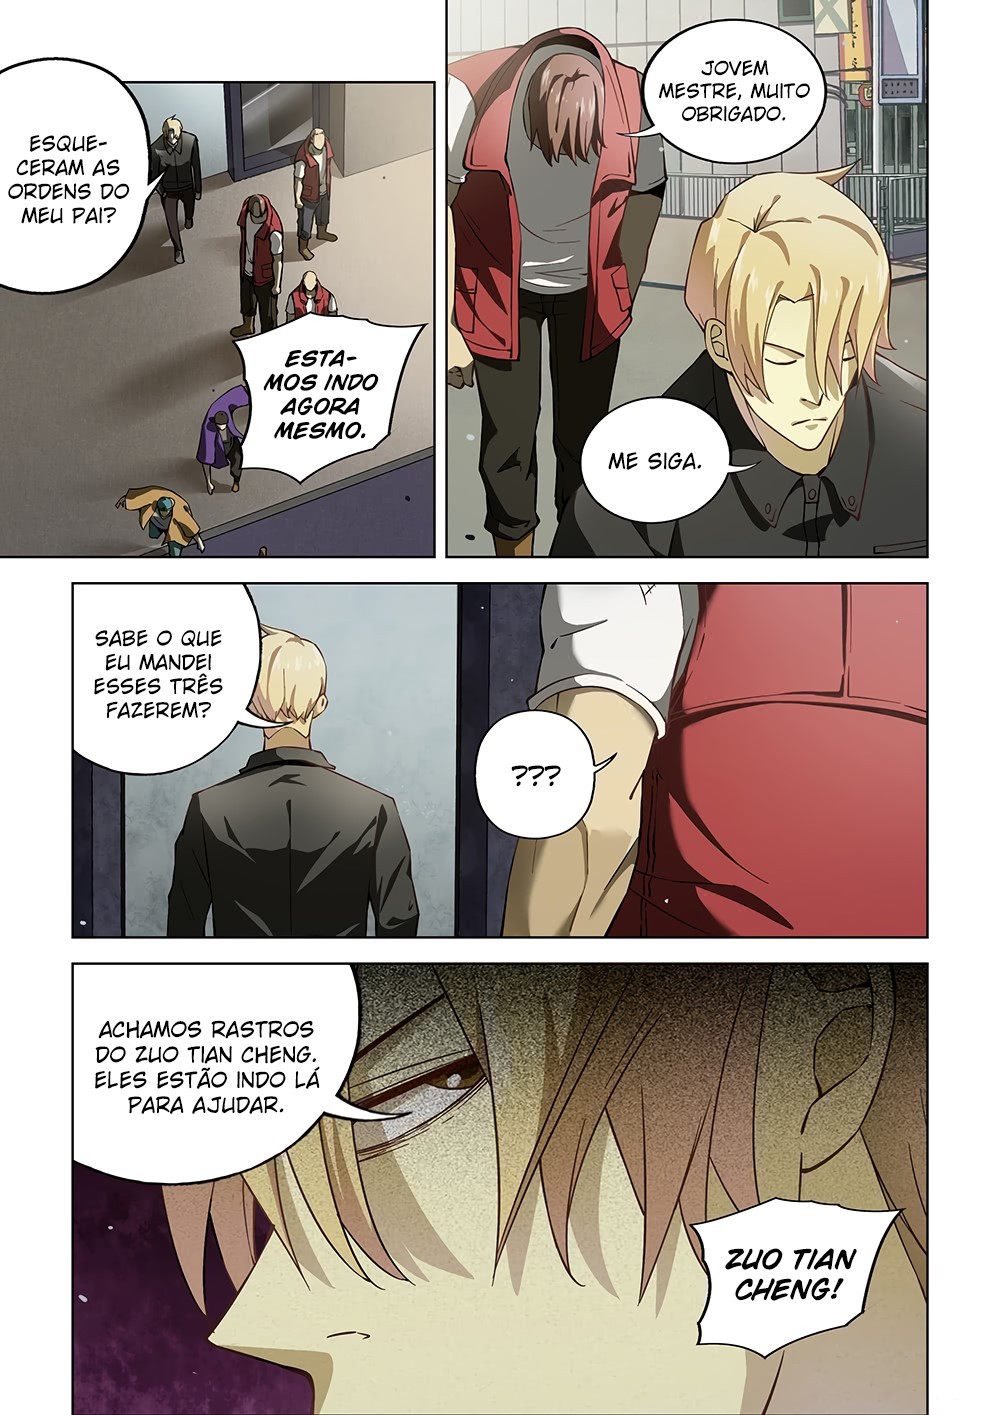 ESQUE-
CERAM AS
ORDENS DO
MEU PAI?
ESTA-
MOS INDO
AGORA
MESMO.
JOVEM
MESTRE, MUITO
OBRIGADO.
ME SIGA.
SABE O QUE
EU MANDEI
ESSES TRÊS
FAZEREM?
???
ACHAMOS RASTROS
DO ZUO TIAN CHENG.
ELES ESTÃO INDO LÁ
PARA AJUDAR.
ZUO TIAN
CHENG!